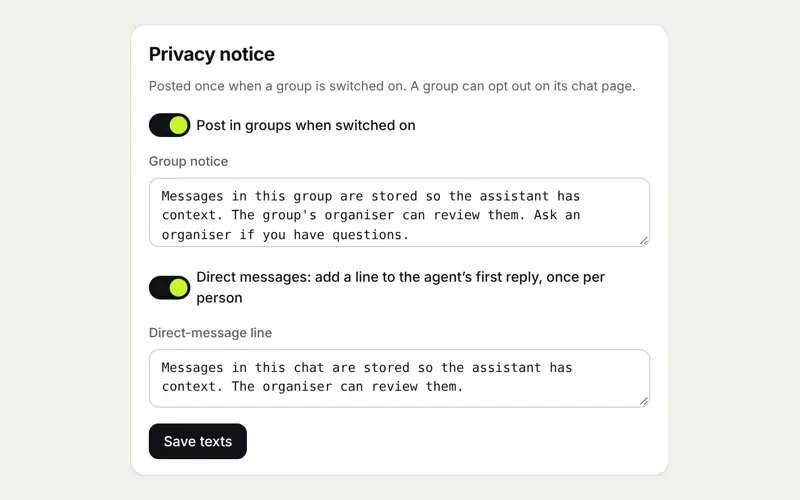 Privacy notice
Posted once when a group is switched on. A group can opt out on its chat page.
Post in groups when switched on
Group notice
Messages in this group are stored so the assistant has
context. The group's organiser can review them. Ask an
organiser if you have questions.
Direct messages: add a line to the agent’s first reply, once per
person
Direct-message line
Messages in this chat are stored so the assistant has
context. The organiser can review them.
Save texts